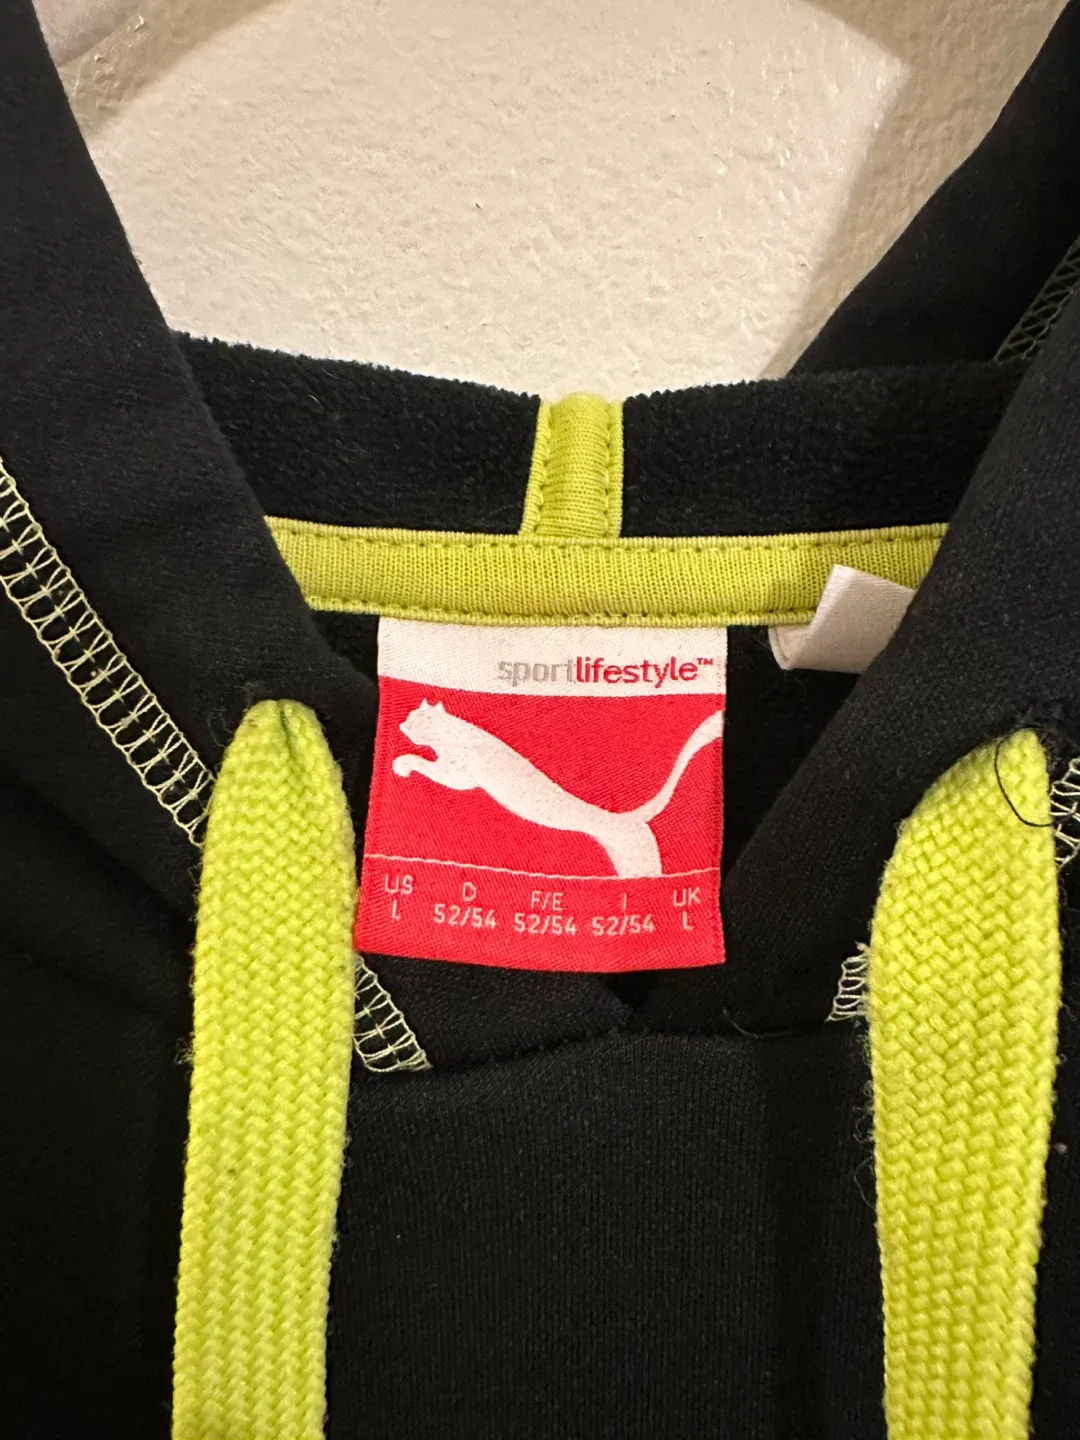 sportlifestyle™
US D F/E I UK
L 52/54 52/54 52/54 L